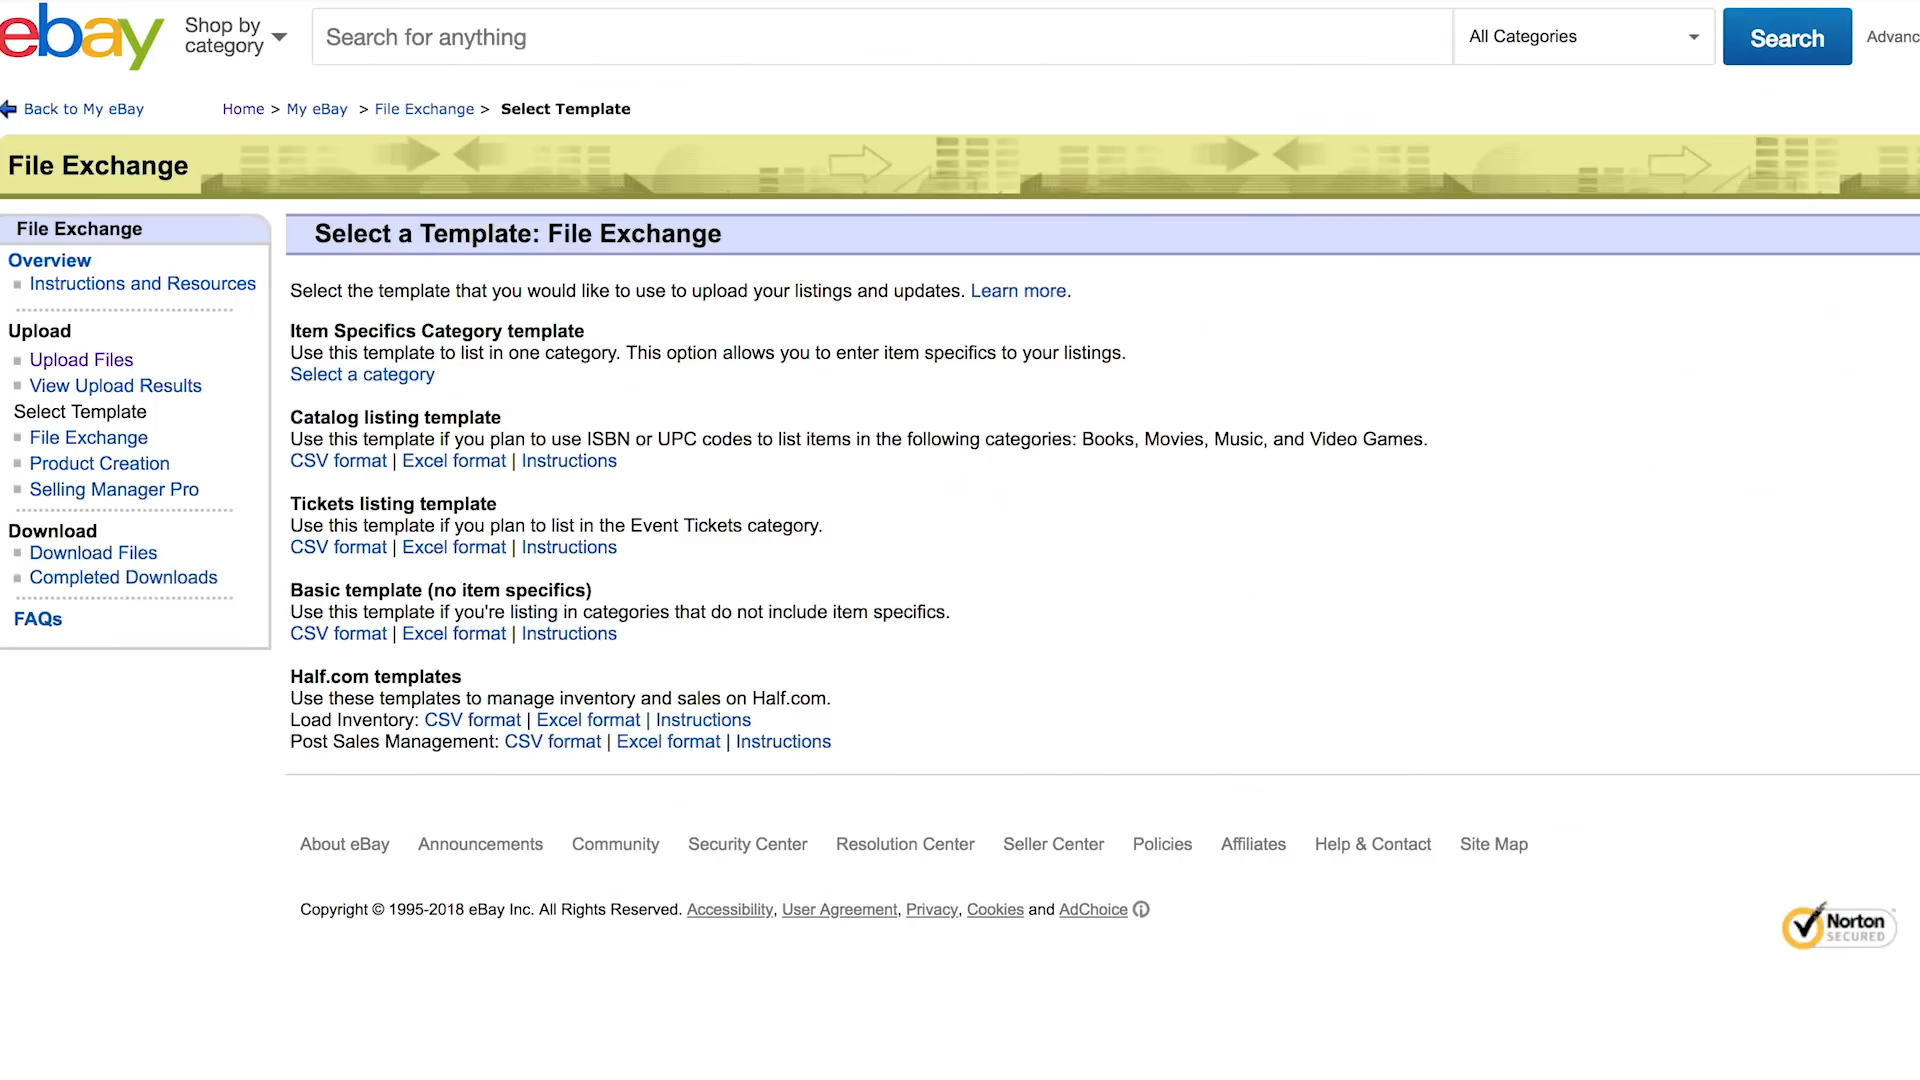 ebay
Shop by
category
Search for anything
All Categories
Search
Advanc
Back to My eBay
Home > My eBay > File Exchange > Select Template
File Exchange
File Exchange
Overview
Instructions and Resources
Upload
Upload Files
View Upload Results
Select Template
File Exchange
Product Creation
Selling Manager Pro
Download
Download Files
Completed Downloads
FAQs
Select a Template: File Exchange
Select the template that you would like to use to upload your listings and updates. Learn more.
Item Specifics Category template
Use this template to list in one category. This option allows you to enter item specifics to your listings.
Select a category
Catalog listing template
Use this template if you plan to use ISBN or UPC codes to list items in the following categories: Books, Movies, Music, and Video Games.
CSV format | Excel format | Instructions
Tickets listing template
Use this template if you plan to list in the Event Tickets category.
CSV format | Excel format | Instructions
Basic template (no item specifics)
Use this template if you're listing in categories that do not include item specifics.
CSV format | Excel format | Instructions
Half.com templates
Use these templates to manage inventory and sales on Half.com.
Load Inventory: CSV format | Excel format | Instructions
Post Sales Management: CSV format | Excel format | Instructions
About eBay Announcements Community Security Center Resolution Center Seller Center Policies Affiliates Help & Contact Site Map
Copyright © 1995-2018 eBay Inc. All Rights Reserved. Accessibility, User Agreement, Privacy, Cookies and AdChoice
Norton
SECURED